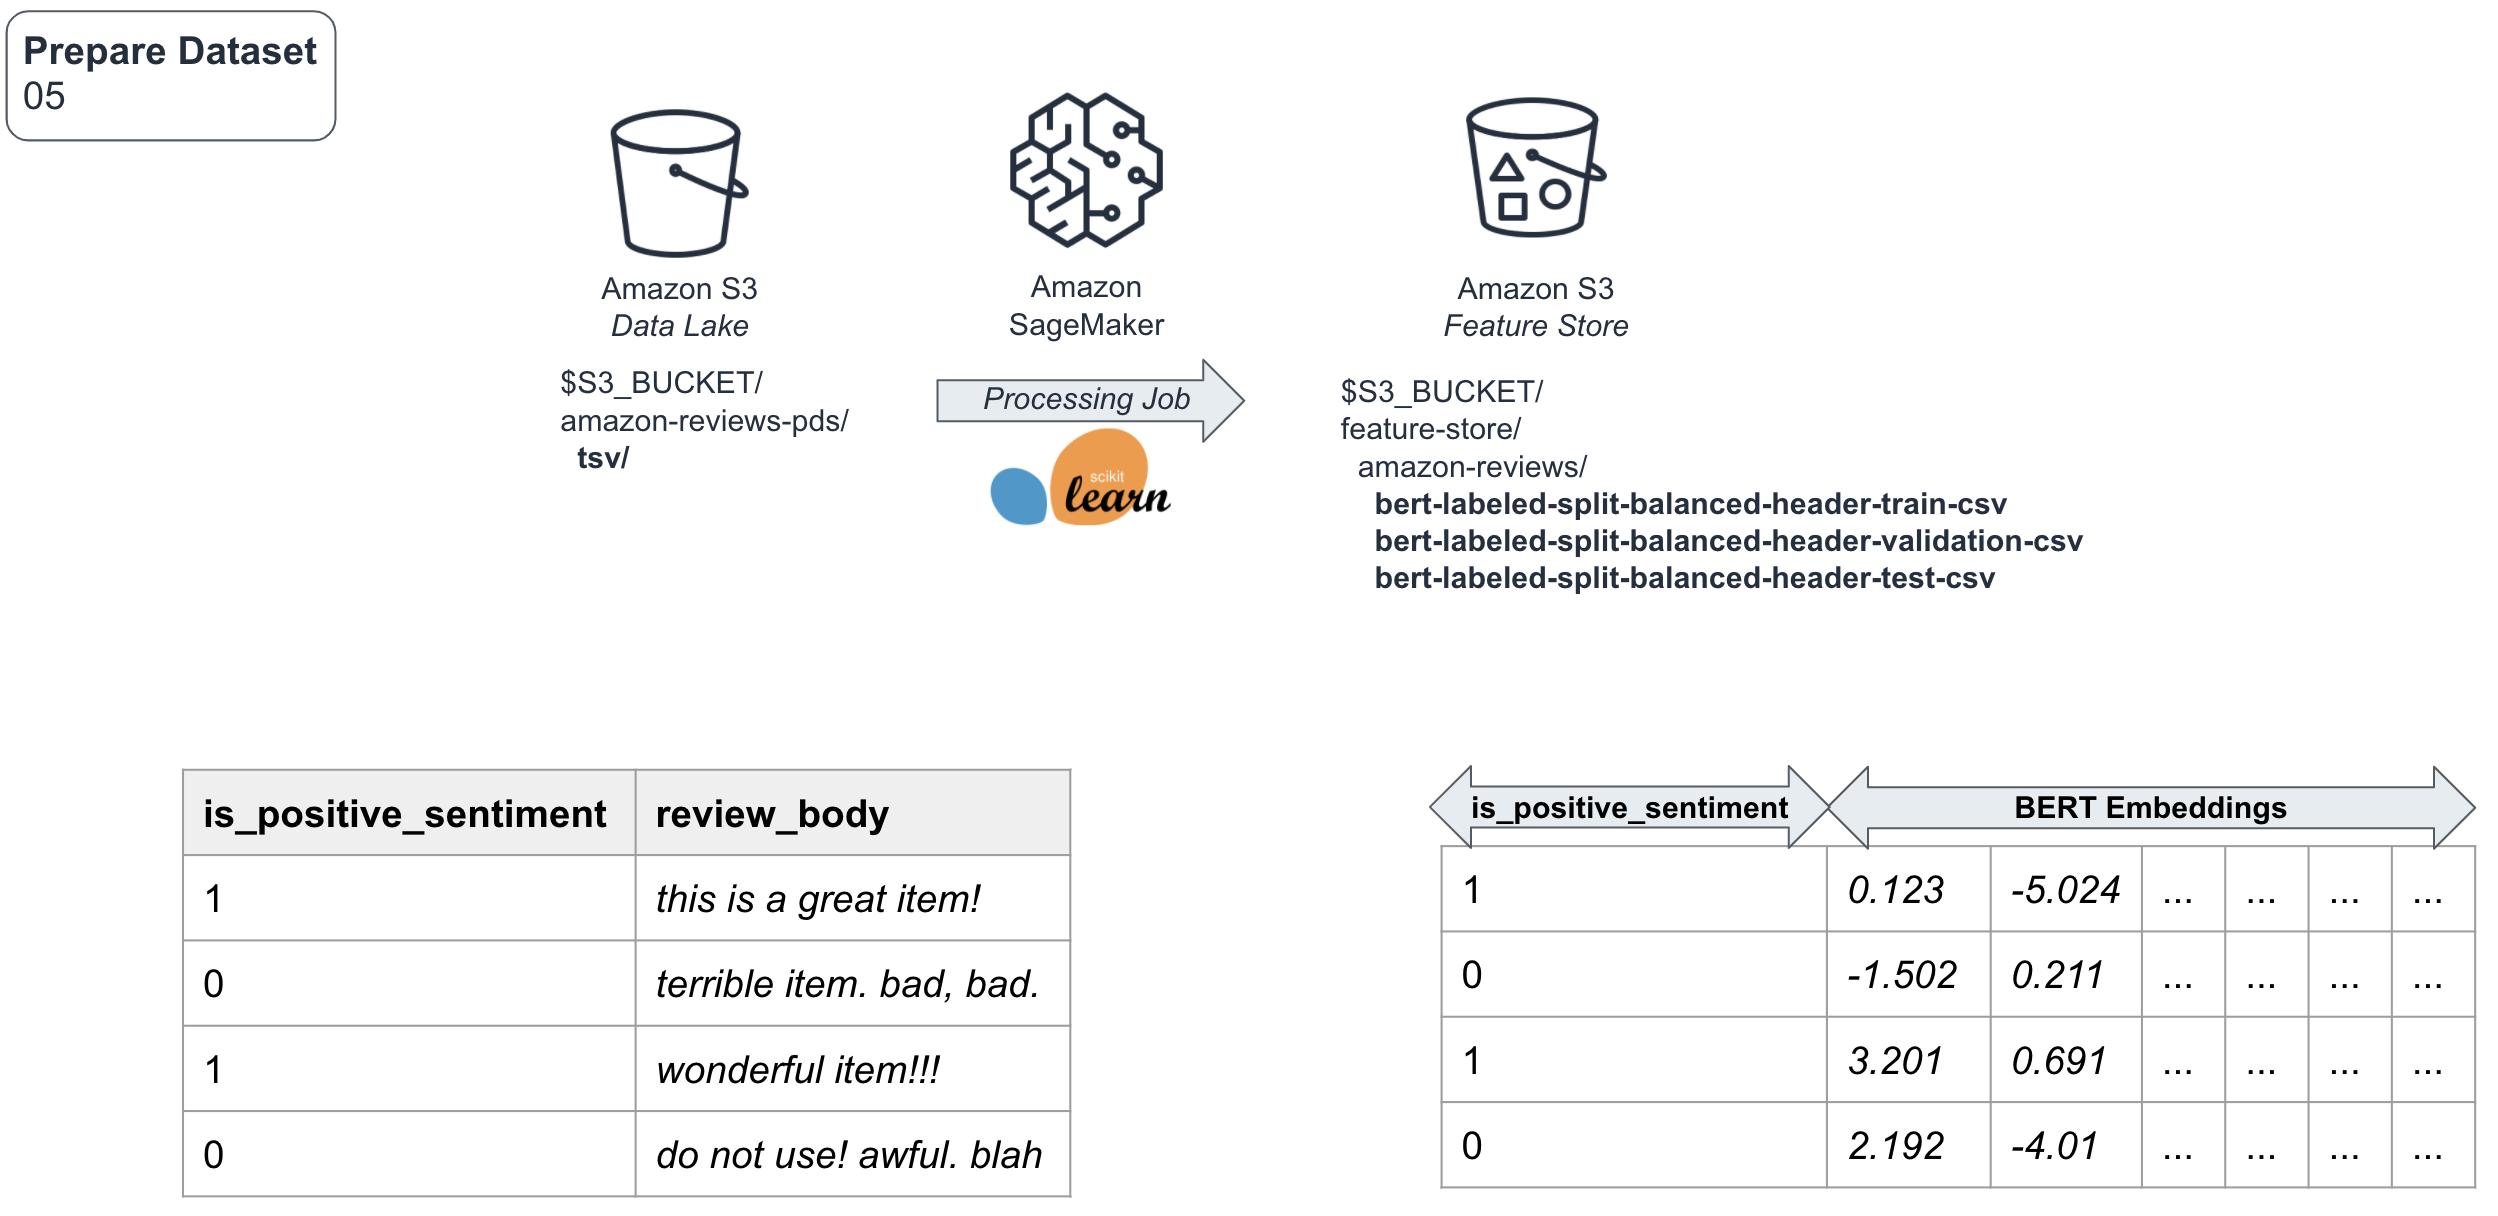 Prepare Dataset
05
Amazon S3
Data Lake
$S3_BUCKET/
amazon-reviews-pds/
tsv/
Amazon
SageMaker
Processing Job
scikit
learn
Amazon S3
Feature Store
$S3_BUCKET/
feature-store/
amazon-reviews/
bert-labeled-split-balanced-header-train-csv
bert-labeled-split-balanced-header-validation-csv
bert-labeled-split-balanced-header-test-csv
is_positive_sentiment review_body
1 this is a great item!
0 terrible item. bad, bad.
1 wonderful item!!!
0 do not use! awful. blah
is_positive_sentiment BERT Embeddings
1 0.123 -5.024 ... ... ... ...
0 -1.502 0.211 ... ... ... ...
1 3.201 0.691 ... ... ... ...
0 2.192 -4.01 ... ... ... ...